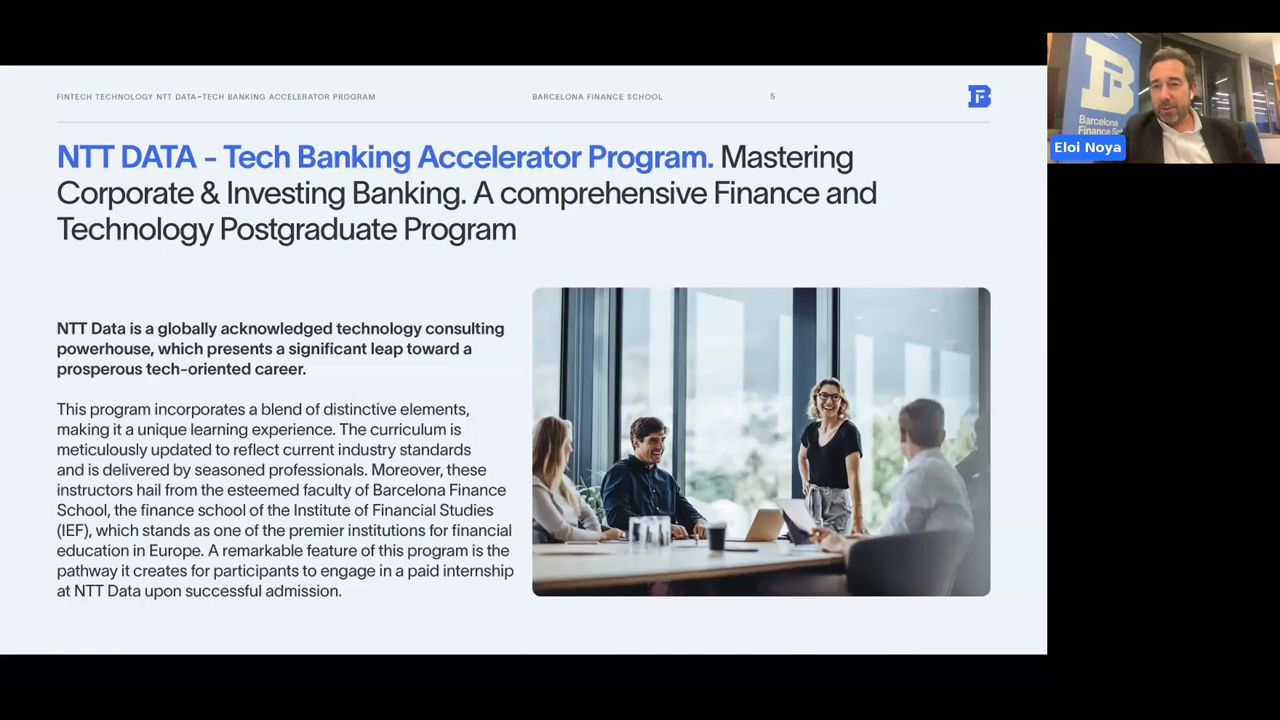 FINTECH TECHNOLOGY NTT DATA–TECH BANKING ACCELERATOR PROGRAM
BARCELONA FINANCE SCHOOL
5
NTT DATA - Tech Banking Accelerator Program. Mastering
Corporate & Investing Banking. A comprehensive Finance and
Technology Postgraduate Program
NTT Data is a globally acknowledged technology consulting
powerhouse, which presents a significant leap toward a
prosperous tech-oriented career.
This program incorporates a blend of distinctive elements,
making it a unique learning experience. The curriculum is
meticulously updated to reflect current industry standards
and is delivered by seasoned professionals. Moreover, these
instructors hail from the esteemed faculty of Barcelona Finance
School, the finance school of the Institute of Financial Studies
(IEF), which stands as one of the premier institutions for financial
education in Europe. A remarkable feature of this program is the
pathway it creates for participants to engage in a paid internship
at NTT Data upon successful admission.
Barcelona
Finance Sc
Eloi Noya